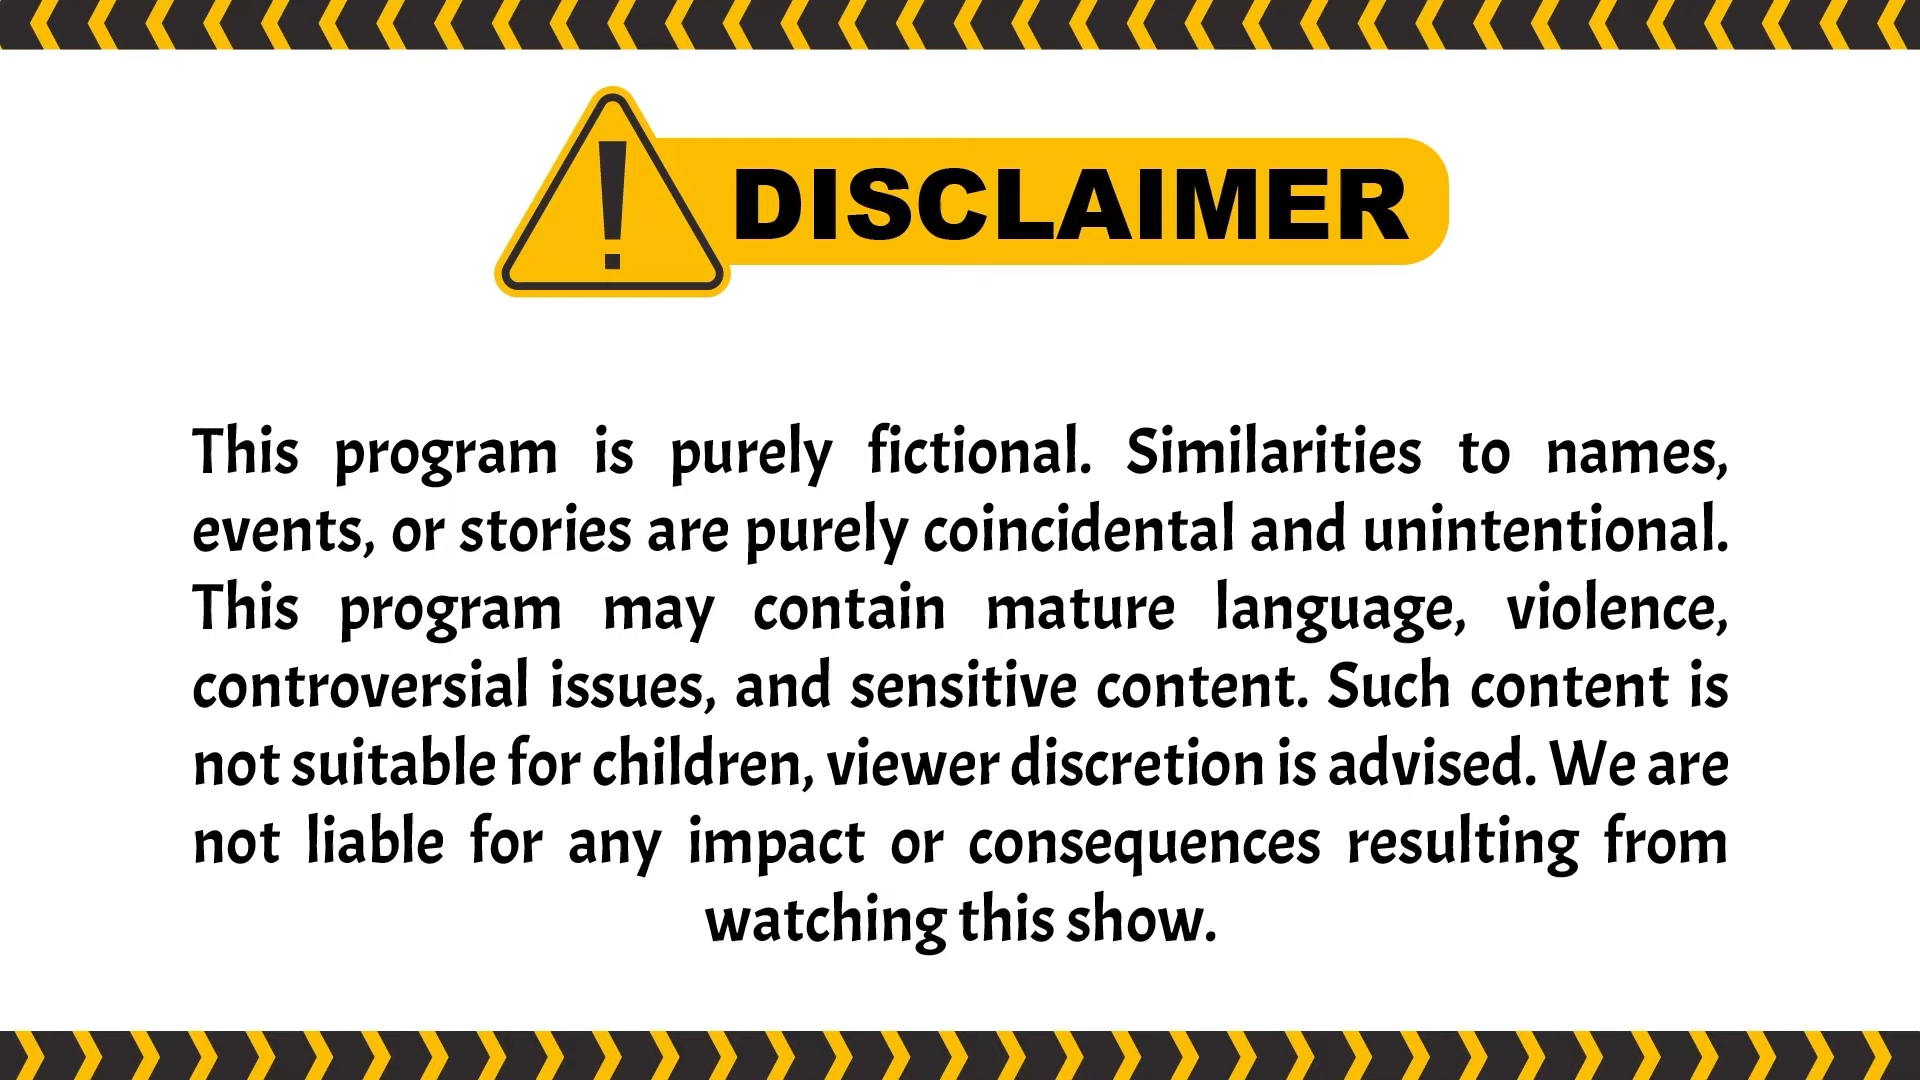 DISCLAIMER
This program is purely fictional. Similarities to names,
events, or stories are purely coincidental and unintentional.
This program may contain mature language, violence,
controversial issues, and sensitive content. Such content is
not suitable for children, viewer discretion is advised. We are
not liable for any impact or consequences resulting from
watching this show.